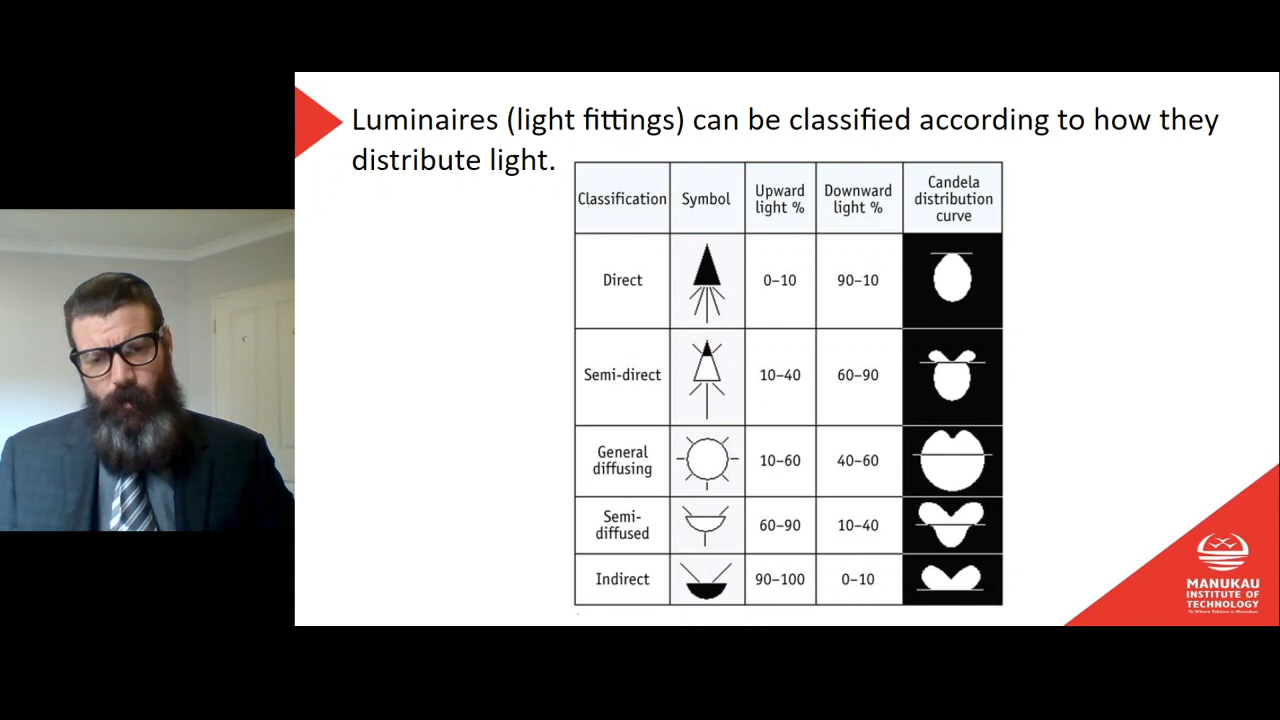 Luminaires (light fittings) can be classified according to how they
distribute light.
Classification Symbol Upward light % Downward light % Candela distribution curve
Direct 0–10 90–10
Semi-direct 10–40 60–90
General diffusing 10–60 40–60
Semi-diffused 60–90 10–40
Indirect 90–100 0–10
MANUKAU
INSTITUTE OF
TECHNOLOGY